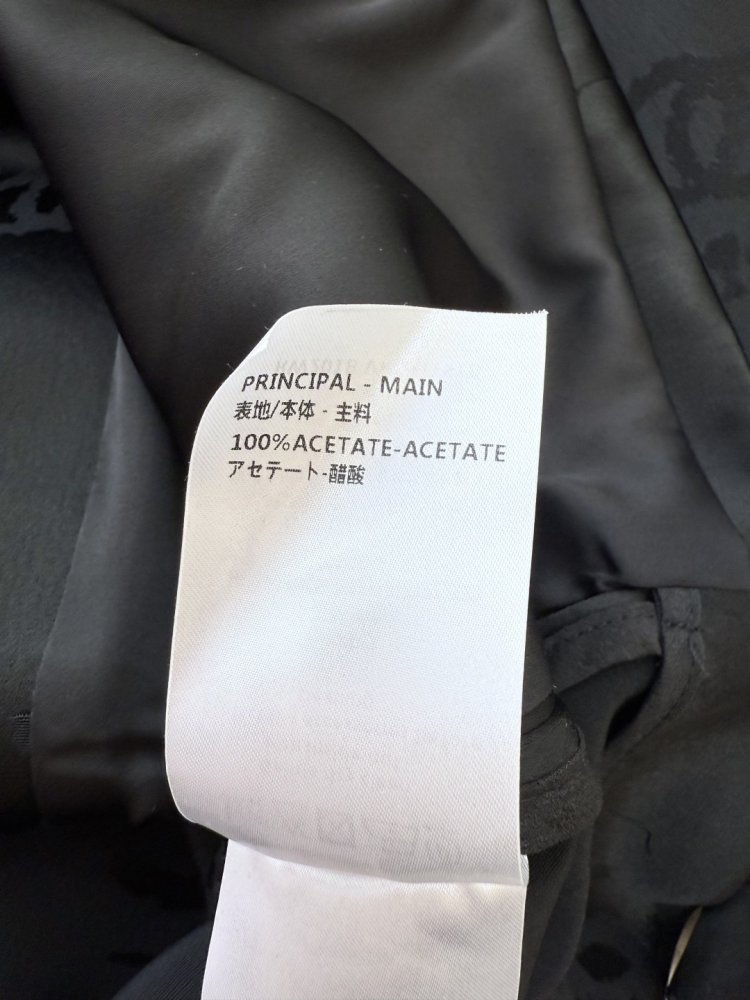 PRINCIPAL - MAIN
表地/本体 - 主料
100%ACETATE-ACETATE
アセテート-醋酸